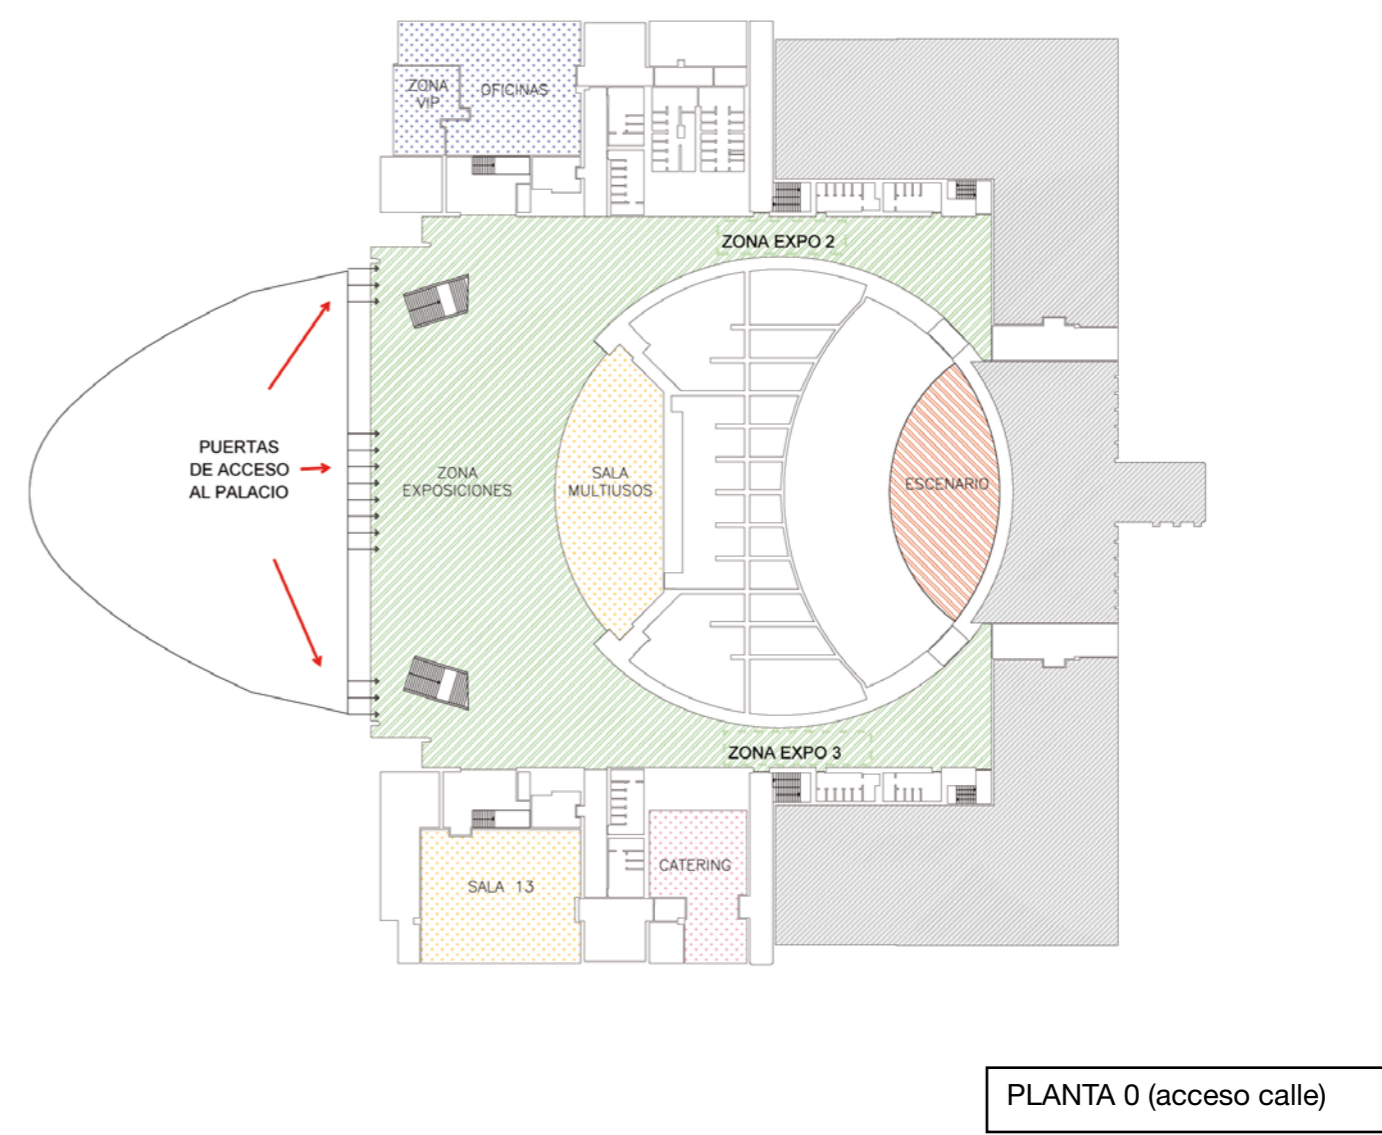 ZONA
VIP
OFICINAS
ZONA EXPO 2
PUERTAS
DE ACCESO
AL PALACIO
ZONA
EXPOSICIONES
SALA
MULTIUSOS
ESCENARIO
ZONA EXPO 3
CATERING
SALA 13
PLANTA 0 (acceso calle)